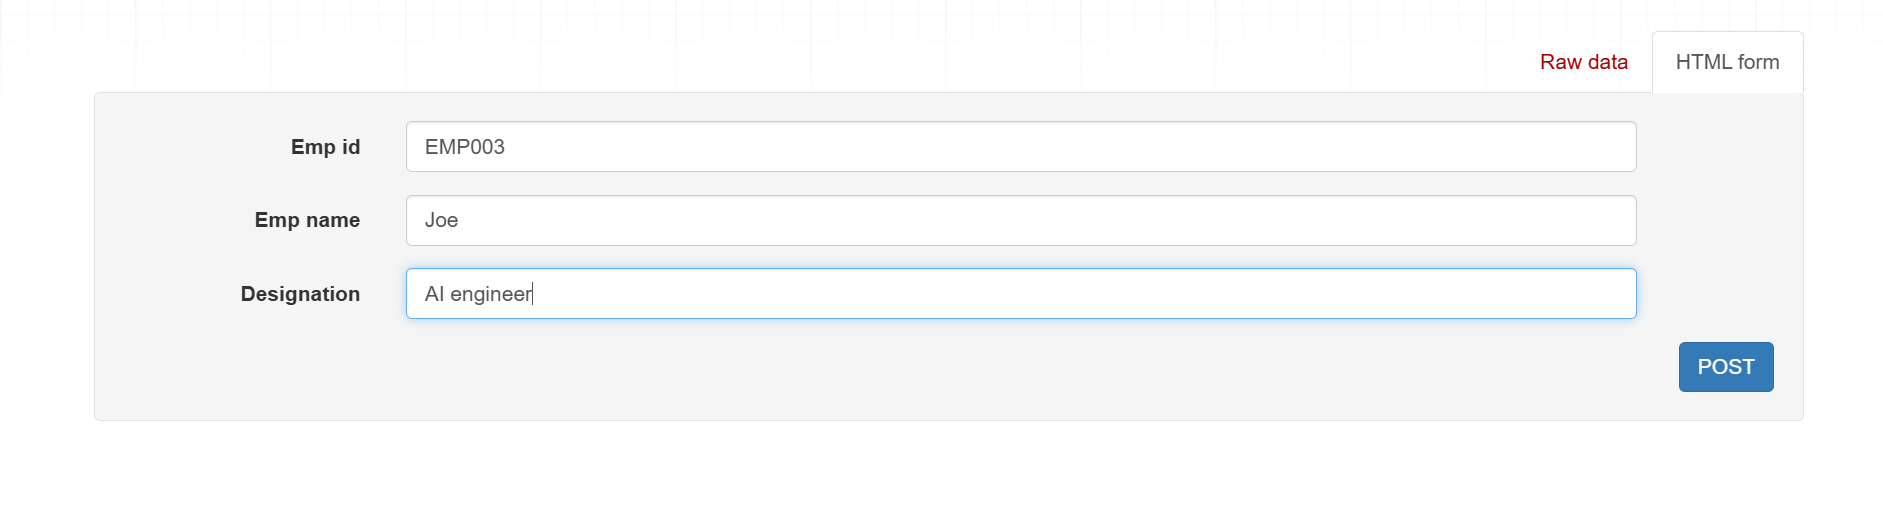 Raw data HTML form
Emp id EMP003
Emp name Joe
Designation AI engineer
POST